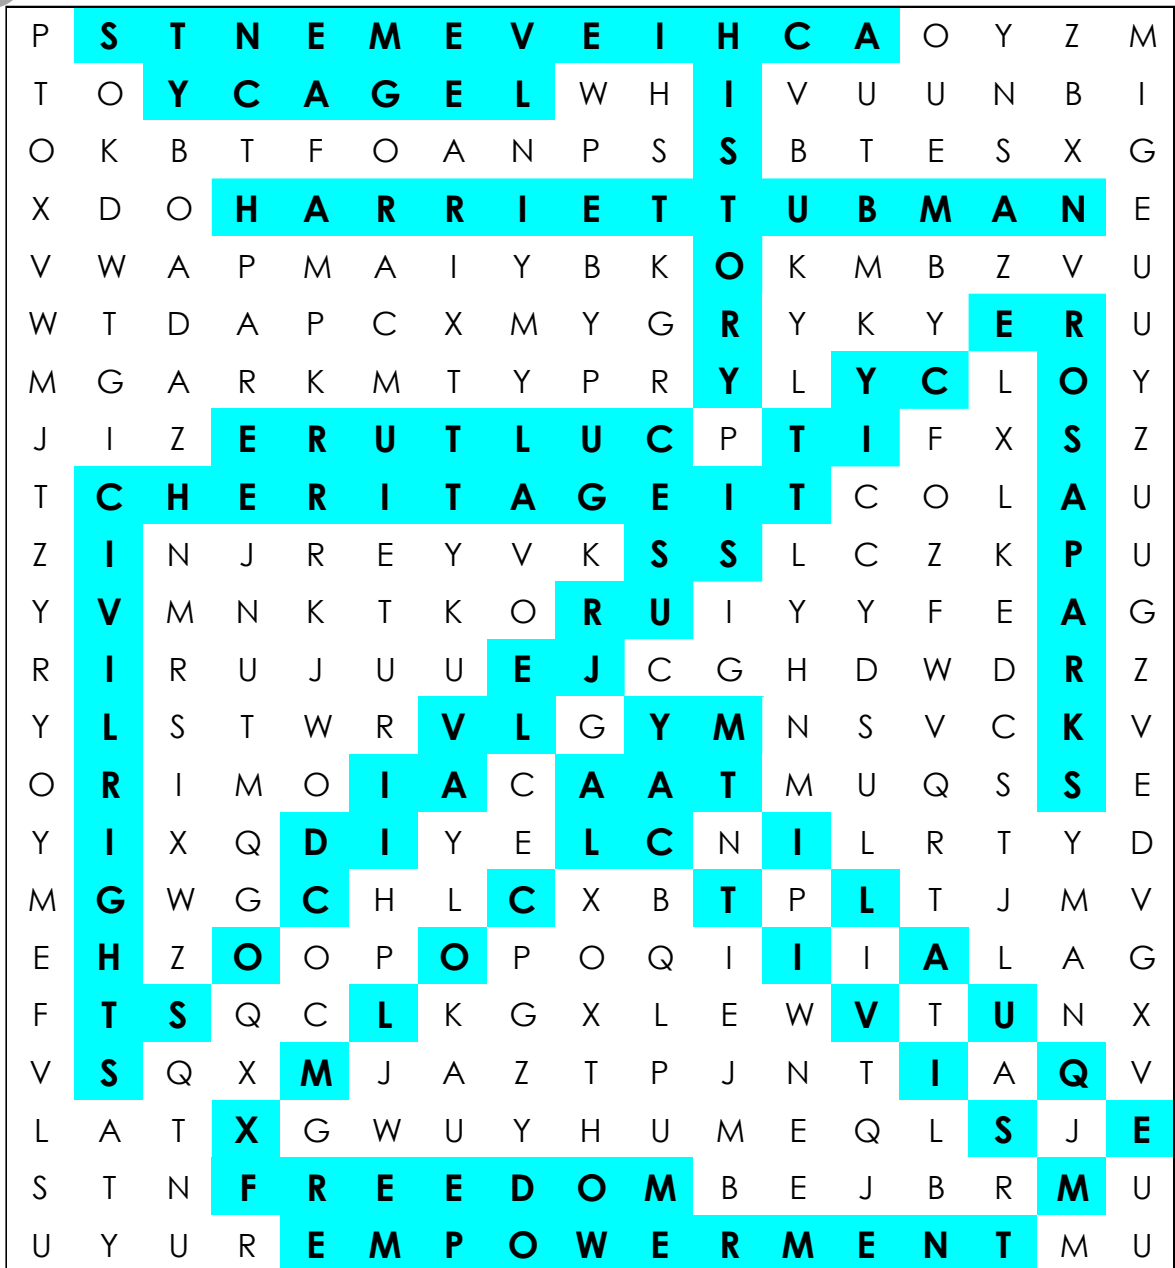 P S T N E M E V E I H C A O Y Z M
T O Y C A G E L W H I V U U N B I
O K B T F O A N P S S B T E S X G
X D O H A R R I E T T U B M A N E
V W A P M A I Y B K O K M B Z V U
W T D A P C X M Y G R Y K Y E R U
M G A R K M T Y P R Y L Y C L O Y
J I Z E R U T L U C P T I F X S Z
T C H E R I T A G E I T C O L A U
Z I N J R E Y V K S S L C Z K P U
Y V M N K T K O R U I Y Y F E A G
R I R U J U U E J C G H D W D R Z
Y L S T W R V L G Y M N S V C K V
O R I M O I A C A A T M U Q S S E
Y I X Q D I Y E L C N I L R T Y D
M G W G C H L C X B T P L T J M V
E H Z O O P O P O Q I I I A L A G
F T S Q C L K G X L E W V T U N X
V S Q X M J A Z T P J N T I A Q V
L A T X G W U Y H U M E Q L S J E
S T N F R E E D O M B E J B R M U
U Y U R E M P O W E R M E N T M U